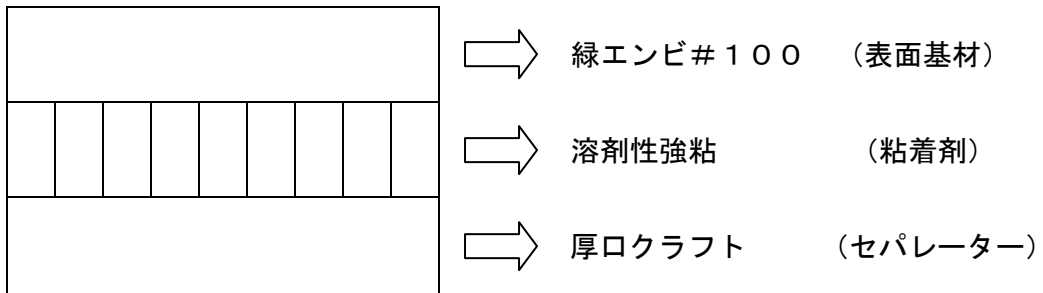 緑エンビ＃１００　（表面基材）
溶剤性強粘　（粘着剤）
厚口クラフト　（セパレーター）